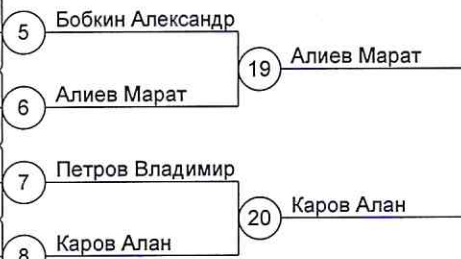 5 Бобкин Александр
19 Алиев Марат
6 Алиев Марат
7 Петров Владимир
20 Каров Алан
8 Каров Алан